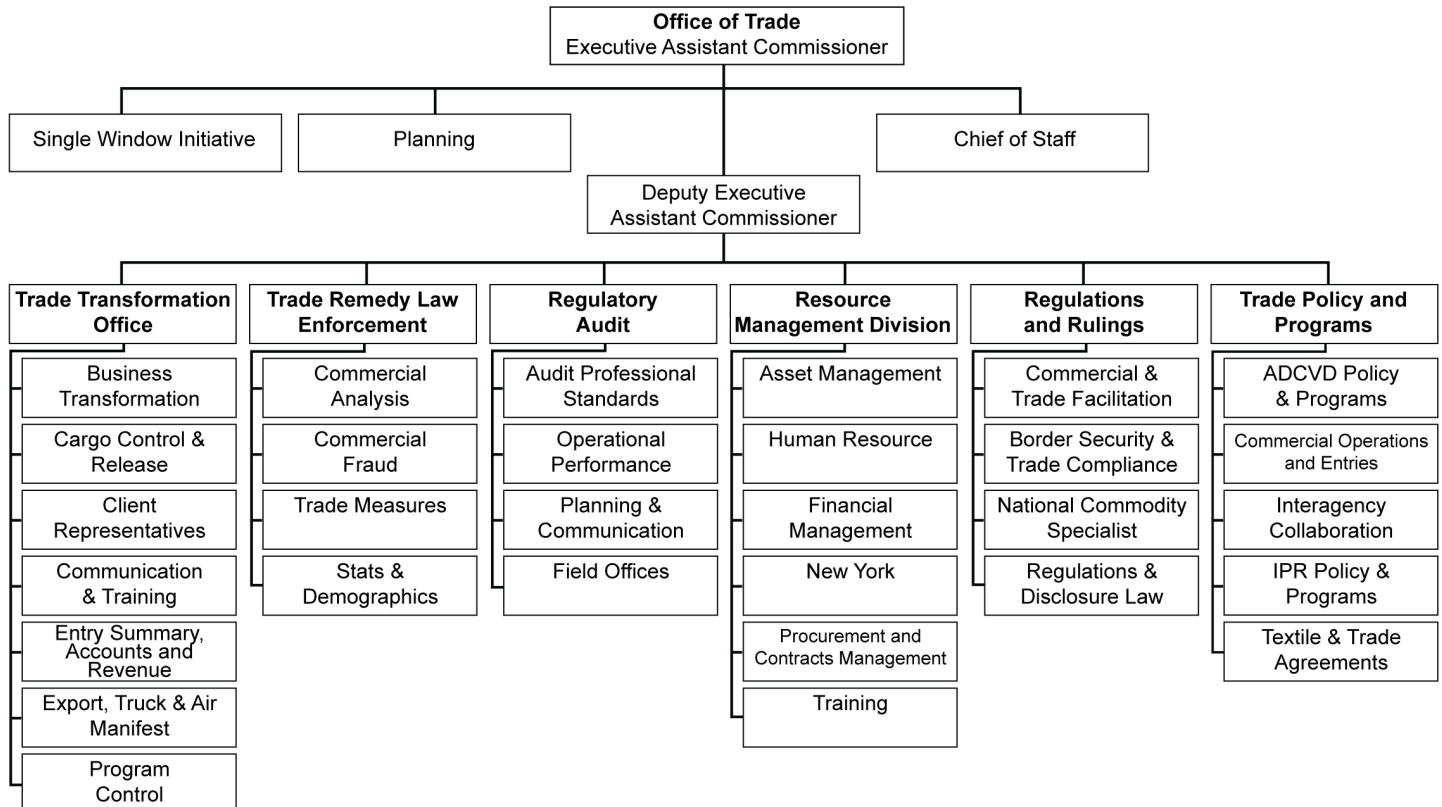 Office of Trade
Executive Assistant Commissioner
Single Window Initiative
Planning
Chief of Staff
Deputy Executive
Assistant Commissioner
Trade Transformation
Office
Business
Transformation
Cargo Control &
Release
Client
Representatives
Communication
& Training
Entry Summary,
Accounts and
Revenue
Export, Truck & Air
Manifest
Program
Control
Trade Remedy Law
Enforcement
Commercial
Analysis
Commercial
Fraud
Trade Measures
Stats &
Demographics
Regulatory
Audit
Audit Professional
Standards
Operational
Performance
Planning &
Communication
Field Offices
Resource
Management Division
Asset Management
Human Resource
Financial
Management
New York
Procurement and
Contracts Management
Training
Regulations
and Rulings
Commercial &
Trade Facilitation
Border Security &
Trade Compliance
National Commodity
Specialist
Regulations &
Disclosure Law
Trade Policy and
Programs
ADCVD Policy
& Programs
Commercial Operations
and Entries
Interagency
Collaboration
IPR Policy &
Programs
Textile & Trade
Agreements